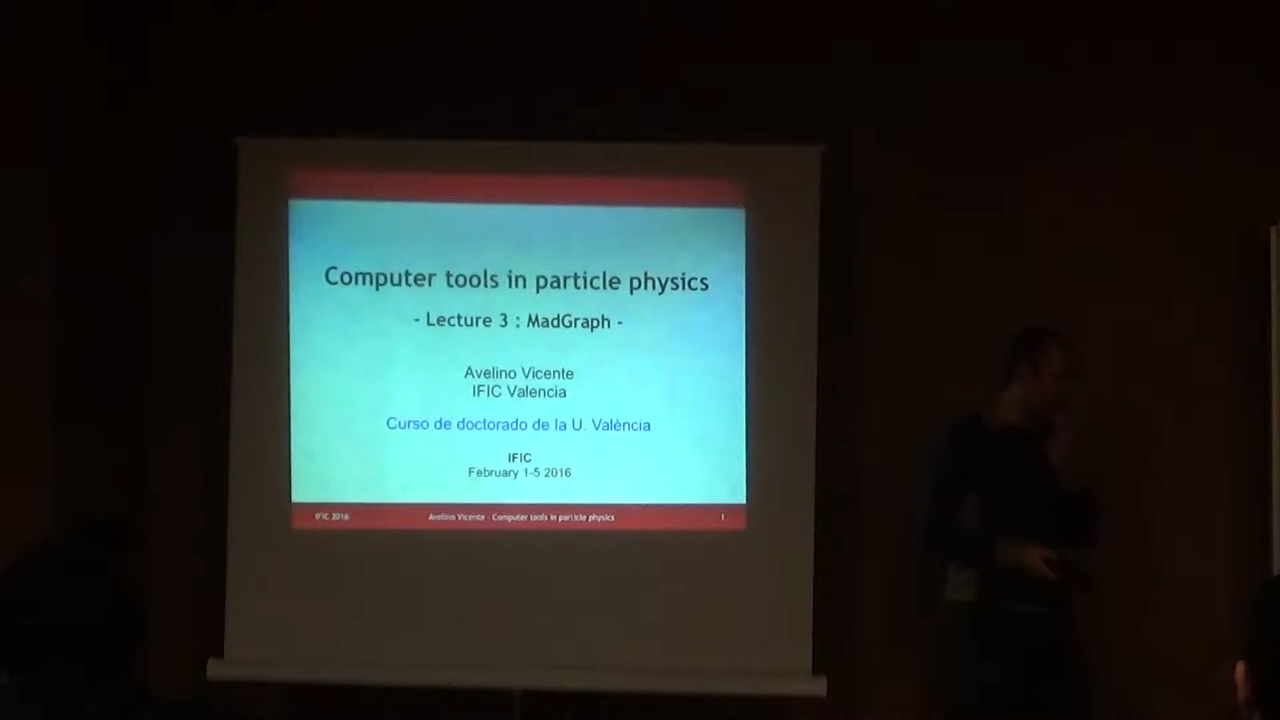 Computer tools in particle physics
- Lecture 3 : MadGraph -
Avelino Vicente
IFIC Valencia
Curso de doctorado de la U. València
IFIC
February 1-5 2016
IFIC 2016
Avelino Vicente - Computer tools in particle physics
1